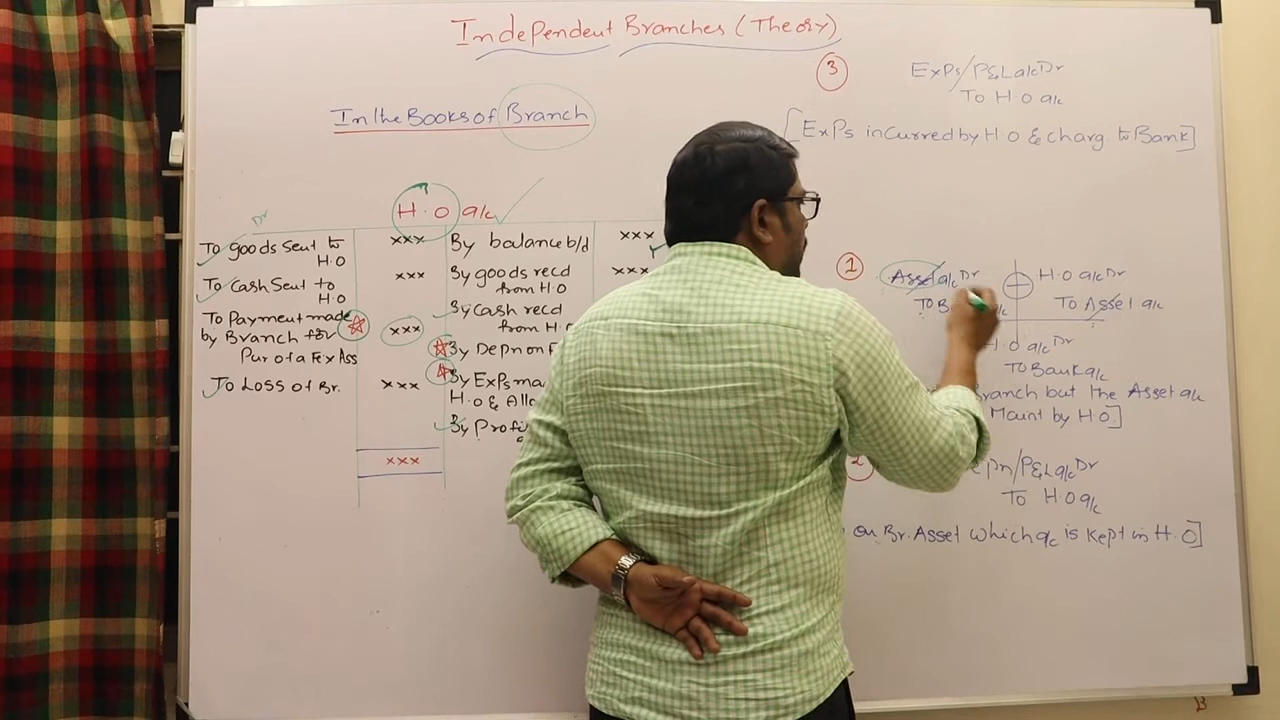 Independent Branches (Theory)
In the Books of Branch
H.O a/c
Dr
To goods Sent to H.O
xxx
By balance b/d
xxx
To Cash Sent to H.O
xxx
By goods recd from H.O
xxx
To Payment made by Branch for Pur of a Fix Ass
xxx
By Cash recd from H.O
By Depn on
To Loss of Br.
xxx
By Exps
H.O &
By
xxx
3
Exps/P&L a/c Dr
To H.O a/c
[Exps incurred by H.O & charg. to Bank]
1
Asset a/c Dr
To
H.O a/c Dr
To Asset a/c
H.O a/c Dr
To Bank a/c
Branch but the Asset a/c
Maint by H.O.]
2
/P&L a/c Dr
To H.O a/c
on Br. Asset which a/c is kept in H.O]